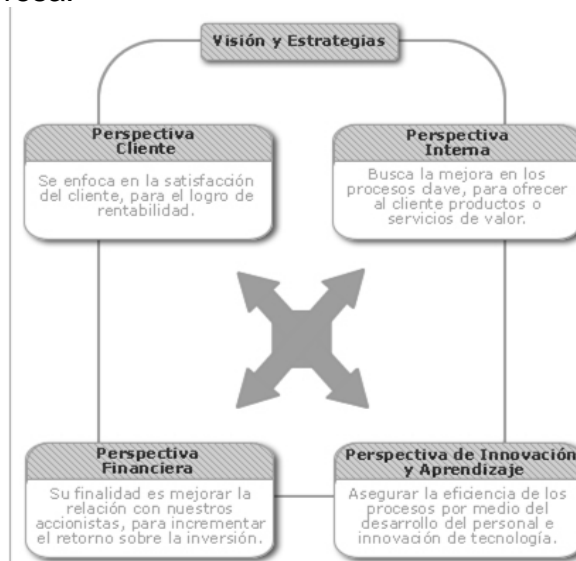 Visión y Estrategias
Perspectiva
Cliente
Se enfoca en la satisfacción
del cliente, para el logro de
rentabilidad.
Perspectiva
Interna
Busca la mejora en los
procesos clave, para ofrecer
al cliente productos o
servicios de valor.
Perspectiva
Financiera
Su finalidad es mejorar la
relación con nuestros
accionistas, para incrementar
el retorno sobre la inversión.
Perspectiva de Innovación
y Aprendizaje
Asegurar la eficiencia de los
procesos por medio del
desarrollo del personal e
innovación de tecnología.